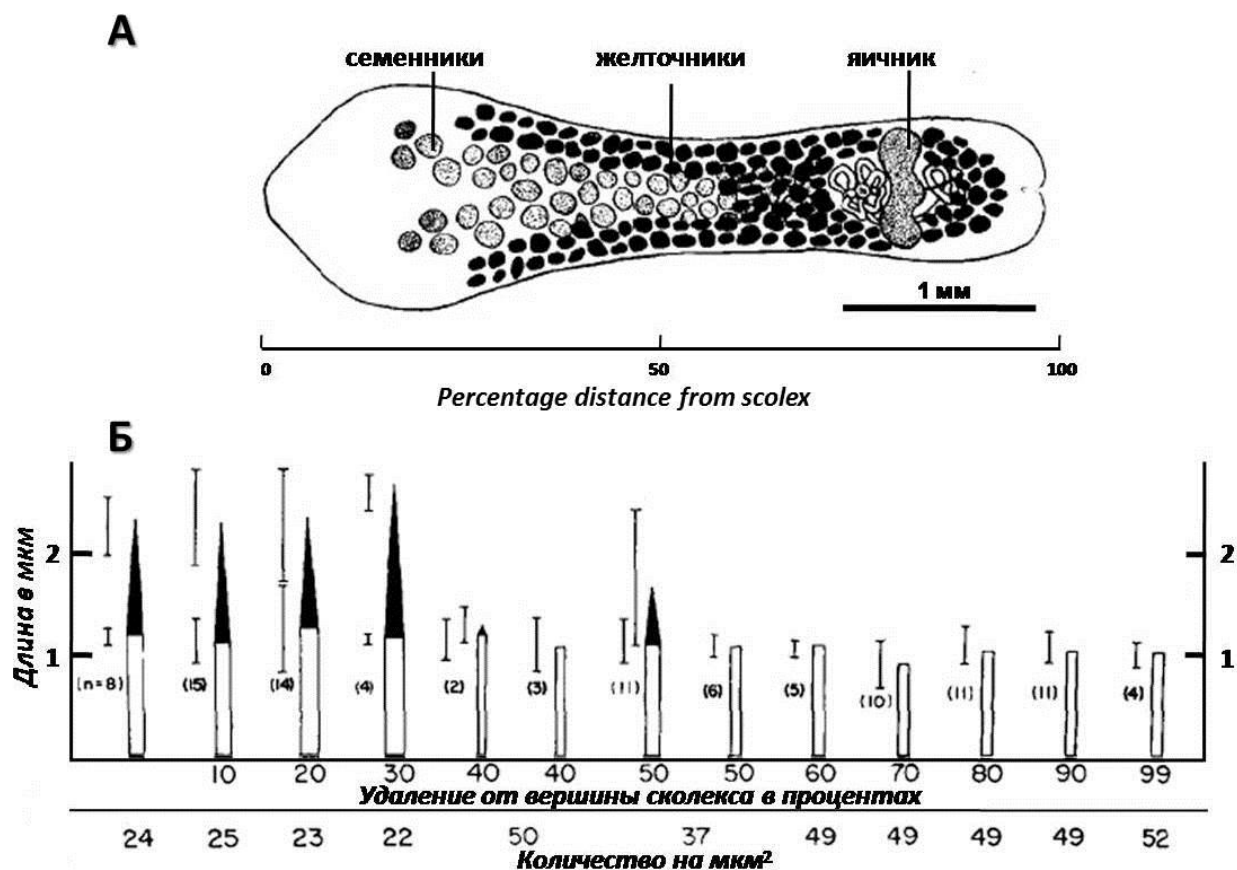 А
семенники желточники яичник
1 мм
0 50 100
Percentage distance from scolex
Б
Длина в мкм
2 2
1 1
(n=8) (15) (14) (4) (2) (3) (11) (6) (5) (10) (11) (11) (4)
10 20 30 40 40 50 50 60 70 80 90 99
Удаление от вершины сколекса в процентах
24 25 23 22 50 37 49 49 49 49 52
Количество на мкм²